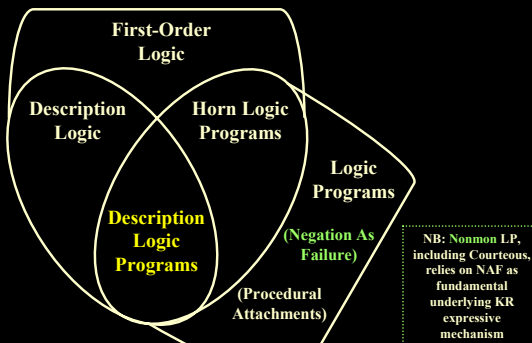 First-Order
Logic
Description
Logic
Horn Logic
Programs
Logic
Programs
Description
Logic
Programs
(Negation As
Failure)
(Procedural
Attachments)
NB: Nonmon LP,
including Courteous,
relies on NAF as
fundamental
underlying KR
expressive
mechanism